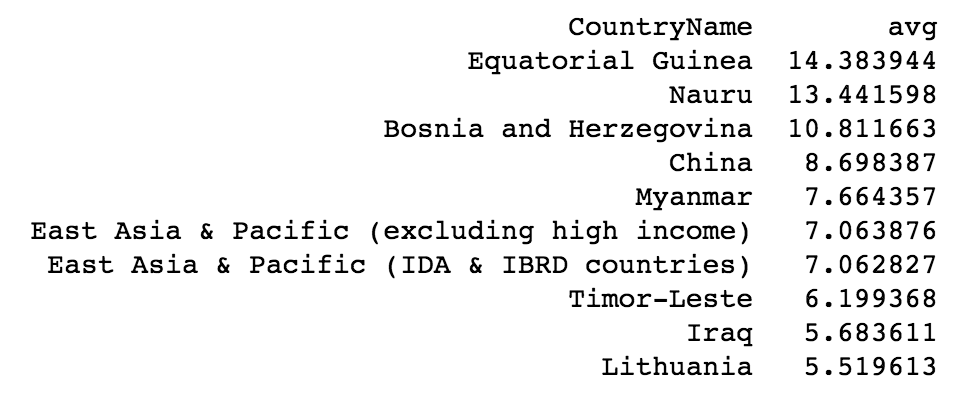 CountryName avg
Equatorial Guinea 14.383944
Nauru 13.441598
Bosnia and Herzegovina 10.811663
China 8.698387
Myanmar 7.664357
East Asia & Pacific (excluding high income) 7.063876
East Asia & Pacific (IDA & IBRD countries) 7.062827
Timor-Leste 6.199368
Iraq 5.683611
Lithuania 5.519613